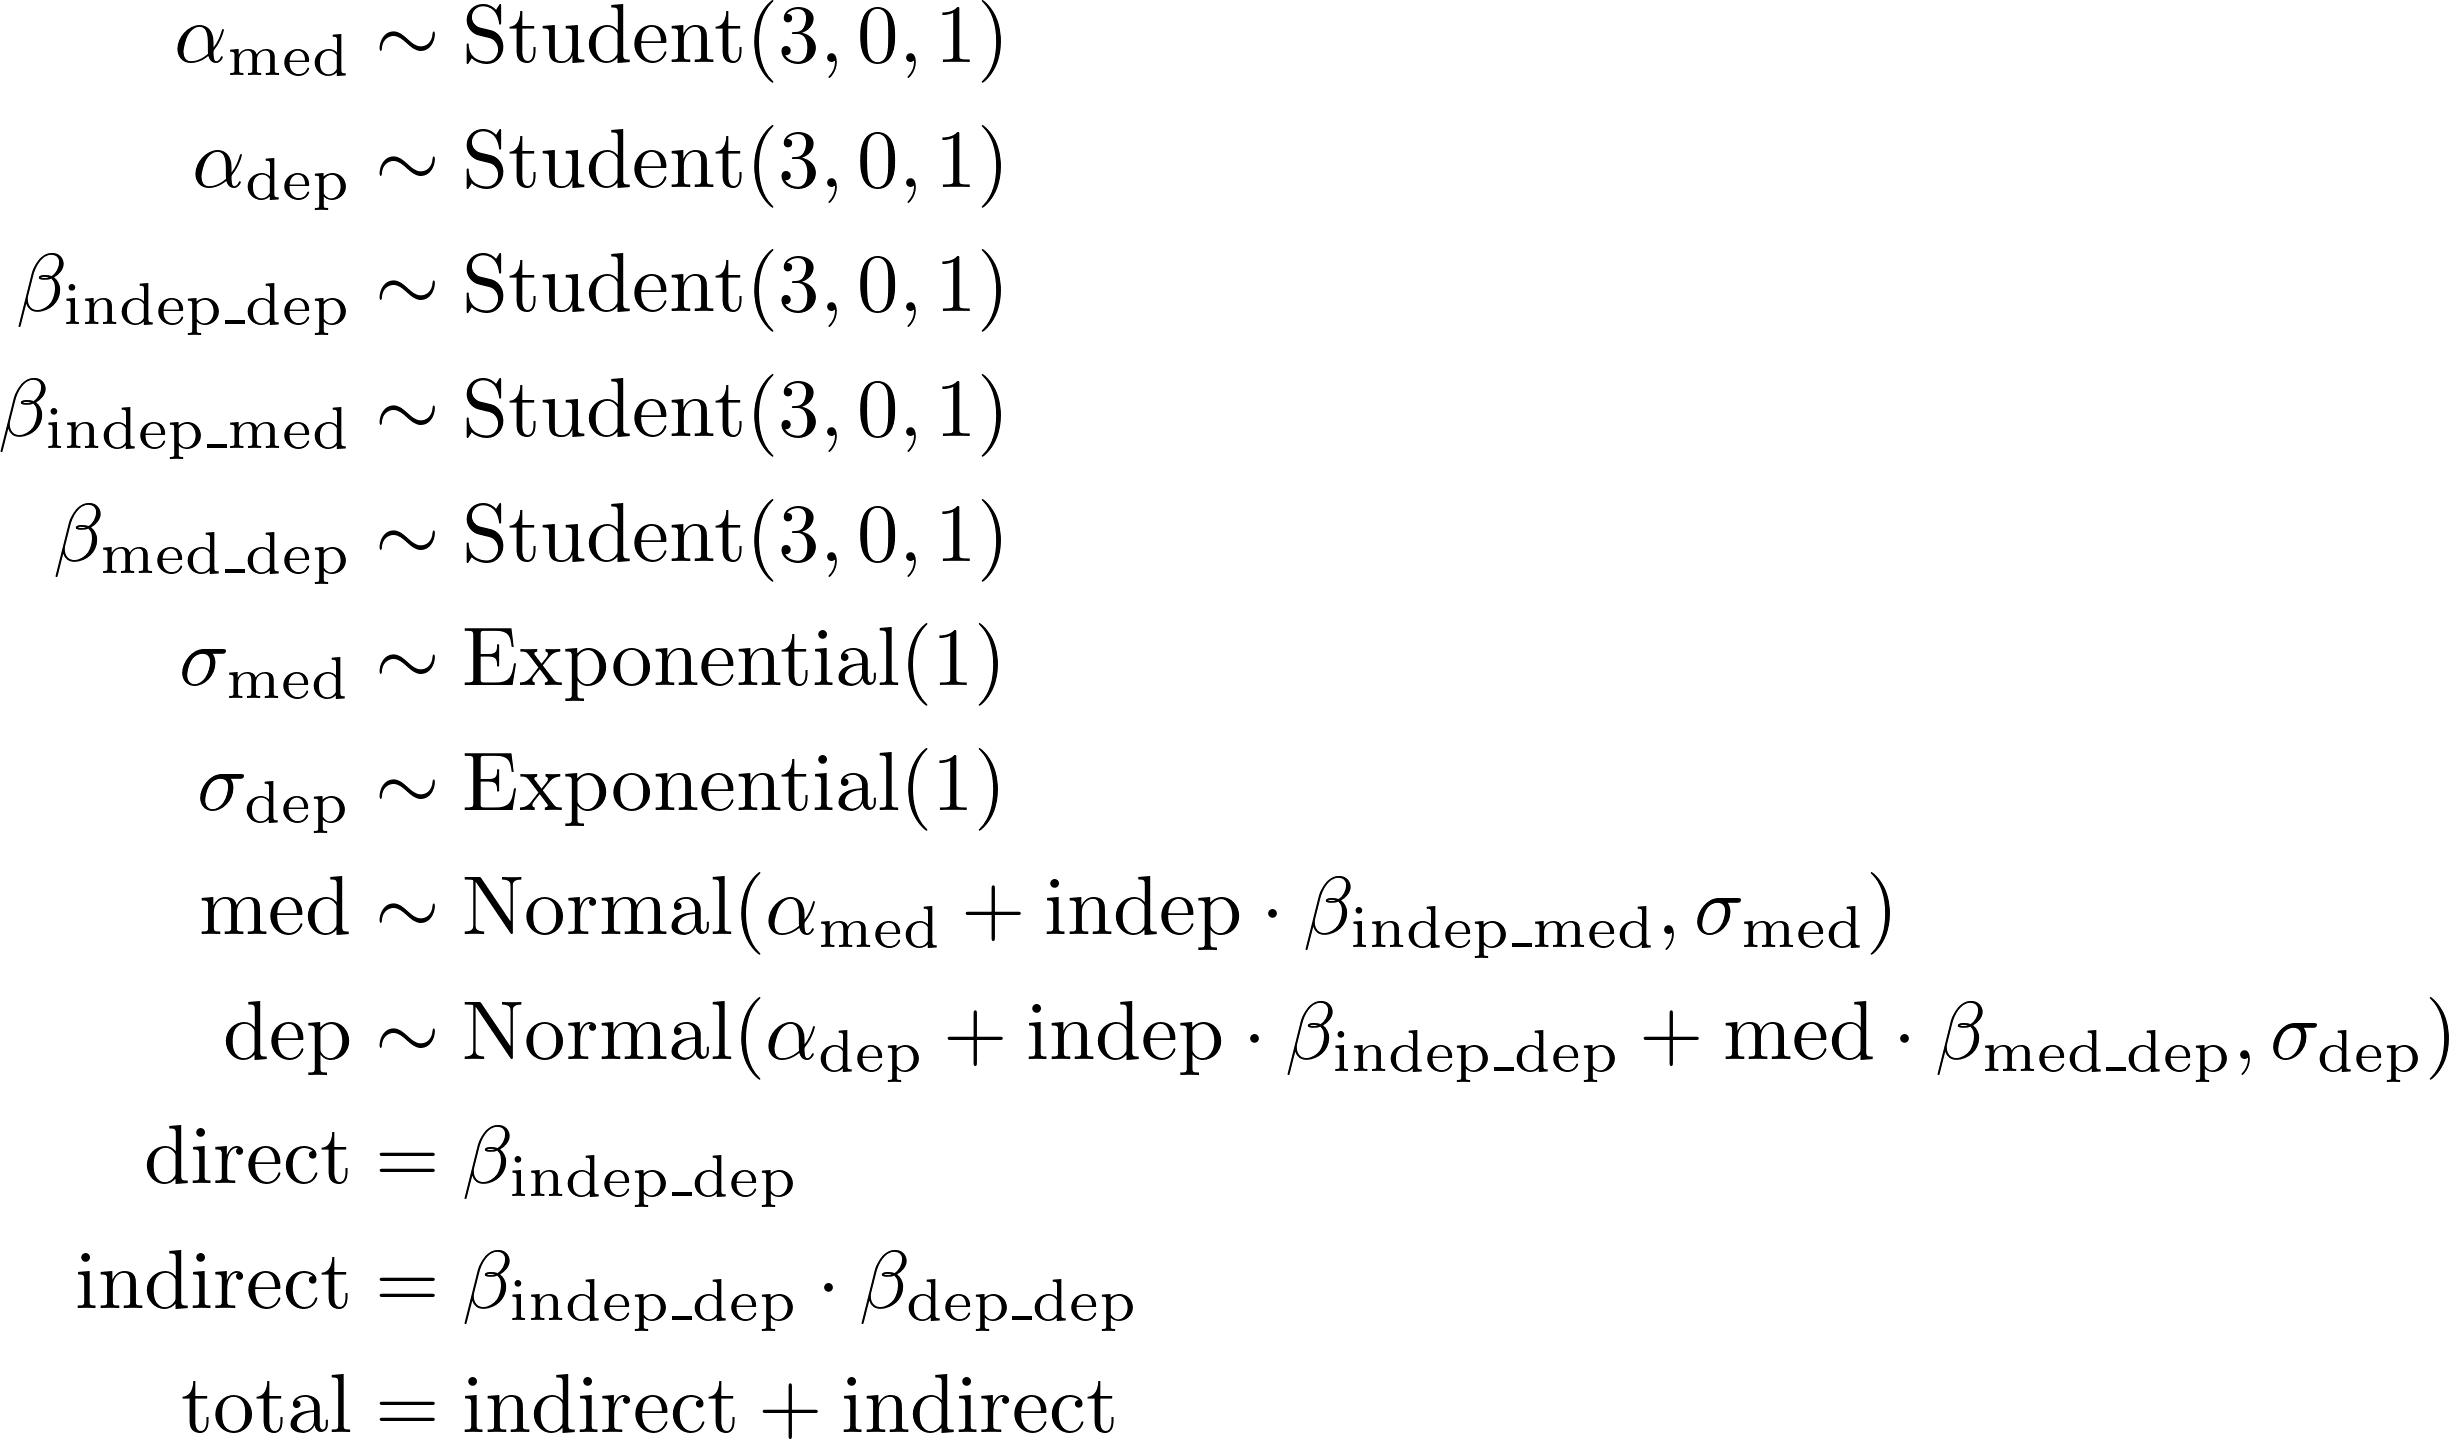 α_med ∼ Student(3, 0, 1)
α_dep ∼ Student(3, 0, 1)
β_indep_dep ∼ Student(3, 0, 1)
β_indep_med ∼ Student(3, 0, 1)
β_med_dep ∼ Student(3, 0, 1)
σ_med ∼ Exponential(1)
σ_dep ∼ Exponential(1)
med ∼ Normal(α_med + indep · β_indep_med, σ_med)
dep ∼ Normal(α_dep + indep · β_indep_dep + med · β_med_dep, σ_dep)
direct = β_indep_dep
indirect = β_indep_dep · β_dep_dep
total = indirect + indirect